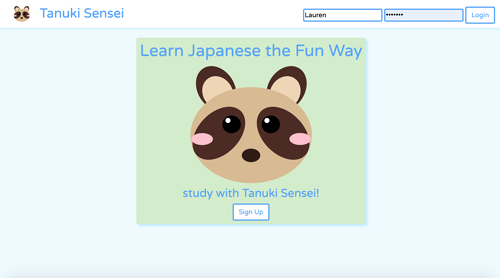 Tanuki Sensei
Lauren
•••••••
Login
Learn Japanese the Fun Way
study with Tanuki Sensei!
Sign Up